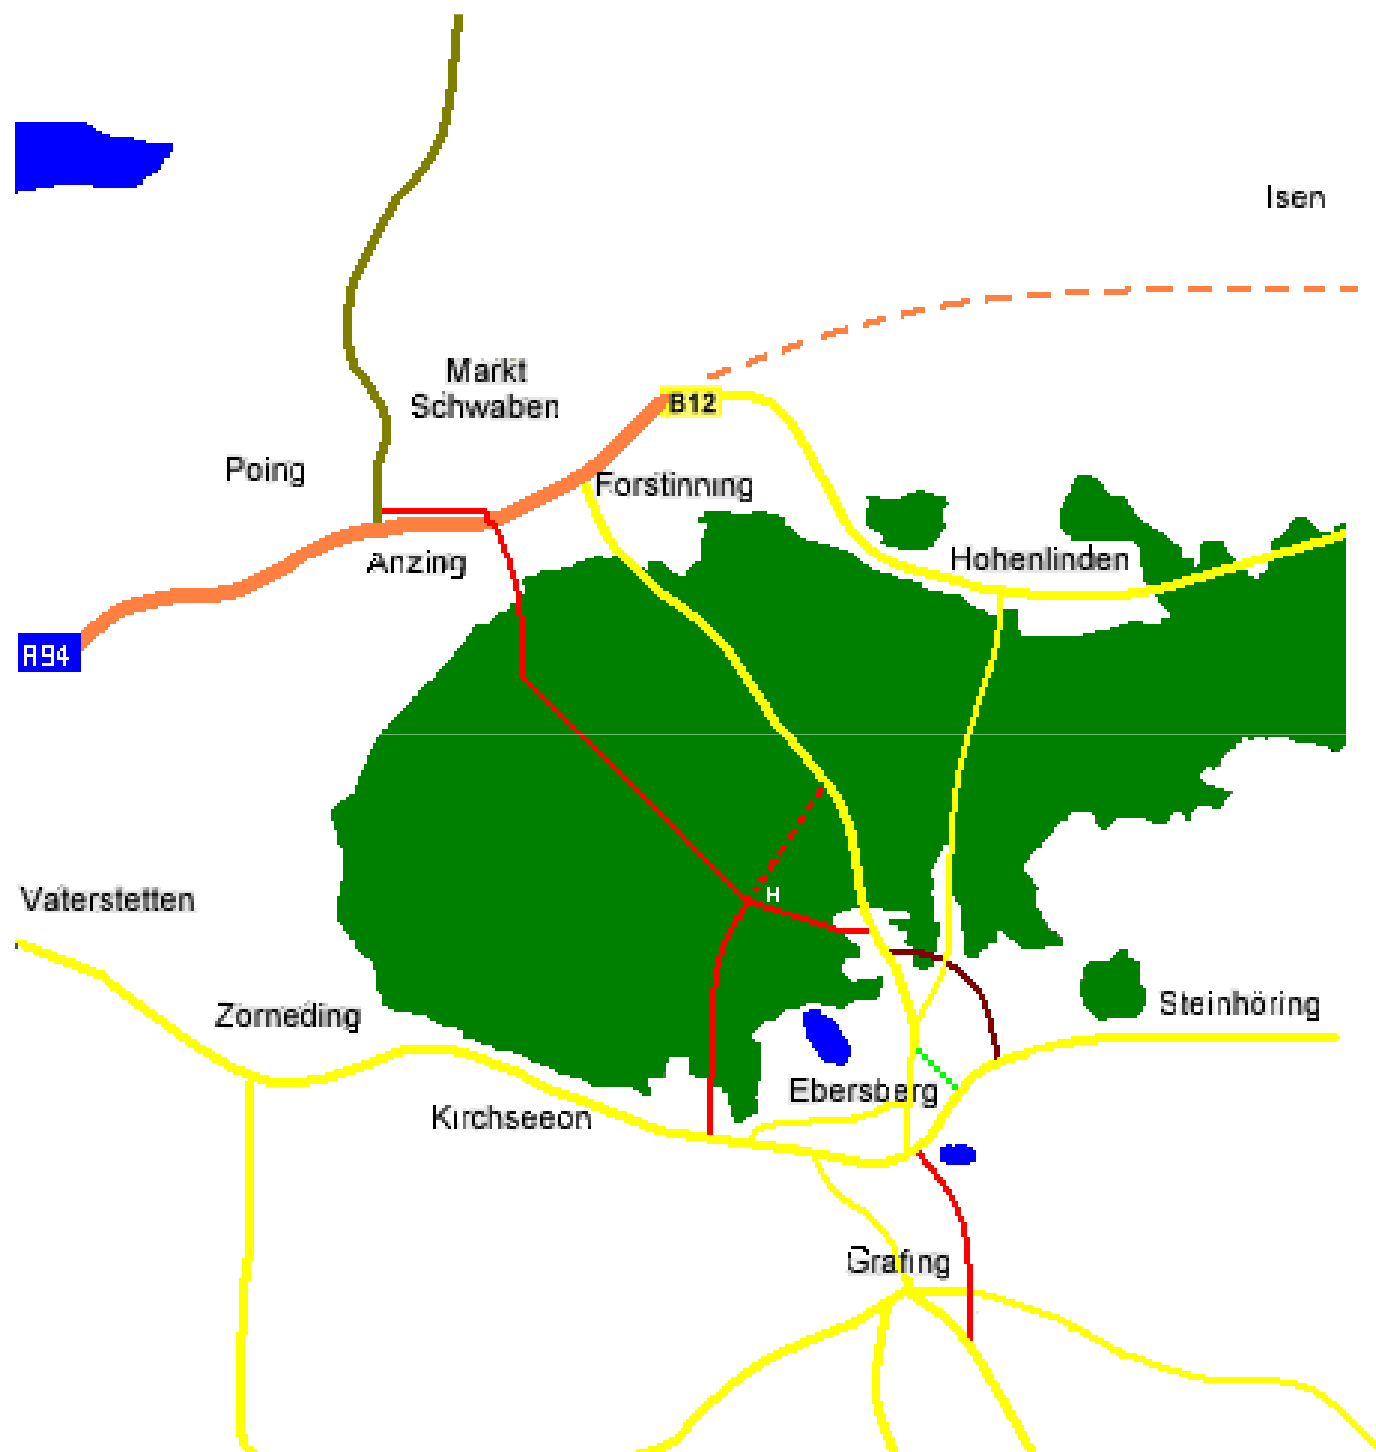 Isen
Markt
Schwaben
B12
Poing
Forstinning
Hohenlinden
Anzing
A94
H
Vaterstetten
Zorneding
Steinhöring
Ebersberg
Kirchseeon
Grafing